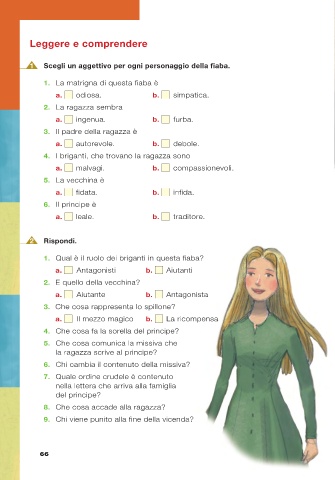 Leggere e comprendere
1 Scegli un aggettivo per ogni personaggio della fiaba.
1. La matrigna di questa fiaba è
a. odiosa. b. simpatica.
2. La ragazza sembra
a. ingenua. b. furba.
3. Il padre della ragazza è
a. autorevole. b. debole.
4. I briganti, che trovano la ragazza sono
a. malvagi. b. compassionevoli.
5. La vecchina è
a. fidata. b. infida.
6. Il principe è
a. leale. b. traditore.
2 Rispondi.
1. Qual è il ruolo dei briganti in questa fiaba?
a. Antagonisti b. Aiutanti
2. E quello della vecchina?
a. Aiutante b. Antagonista
3. Che cosa rappresenta lo spillone?
a. Il mezzo magico b. La ricompensa
4. Che cosa fa la sorella del principe?
5. Che cosa comunica la missiva che
la ragazza scrive al principe?
6. Chi cambia il contenuto della missiva?
7. Quale ordine crudele è contenuto
nella lettera che arriva alla famiglia
del principe?
8. Che cosa accade alla ragazza?
9. Chi viene punito alla fine della vicenda?
66